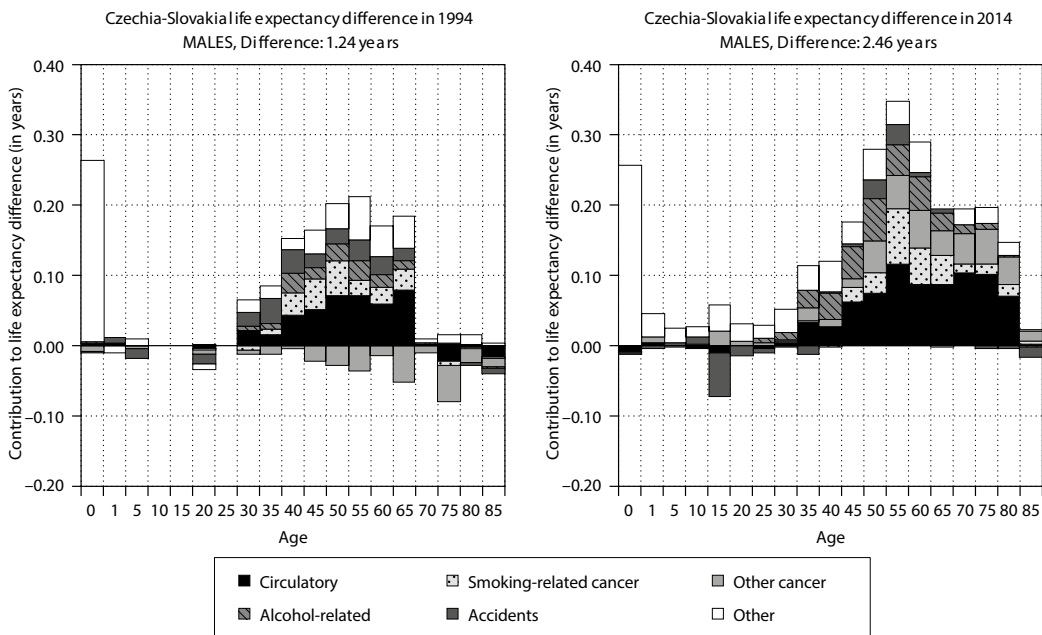 Czechia-Slovakia life expectancy difference in 1994
MALES, Difference: 1.24 years
Contribution to life expectancy difference (in years)
0.40
0.30
0.20
0.10
0.00
−0.10
−0.20
0 1 5 10 15 20 25 30 35 40 45 50 55 60 65 70 75 80 85
Age
Czechia-Slovakia life expectancy difference in 2014
MALES, Difference: 2.46 years
Contribution to life expectancy difference (in years)
0.40
0.30
0.20
0.10
0.00
−0.10
−0.20
0 1 5 10 15 20 25 30 35 40 45 50 55 60 65 70 75 80 85
Age
Circulatory Smoking-related cancer Other cancer
Alcohol-related Accidents Other